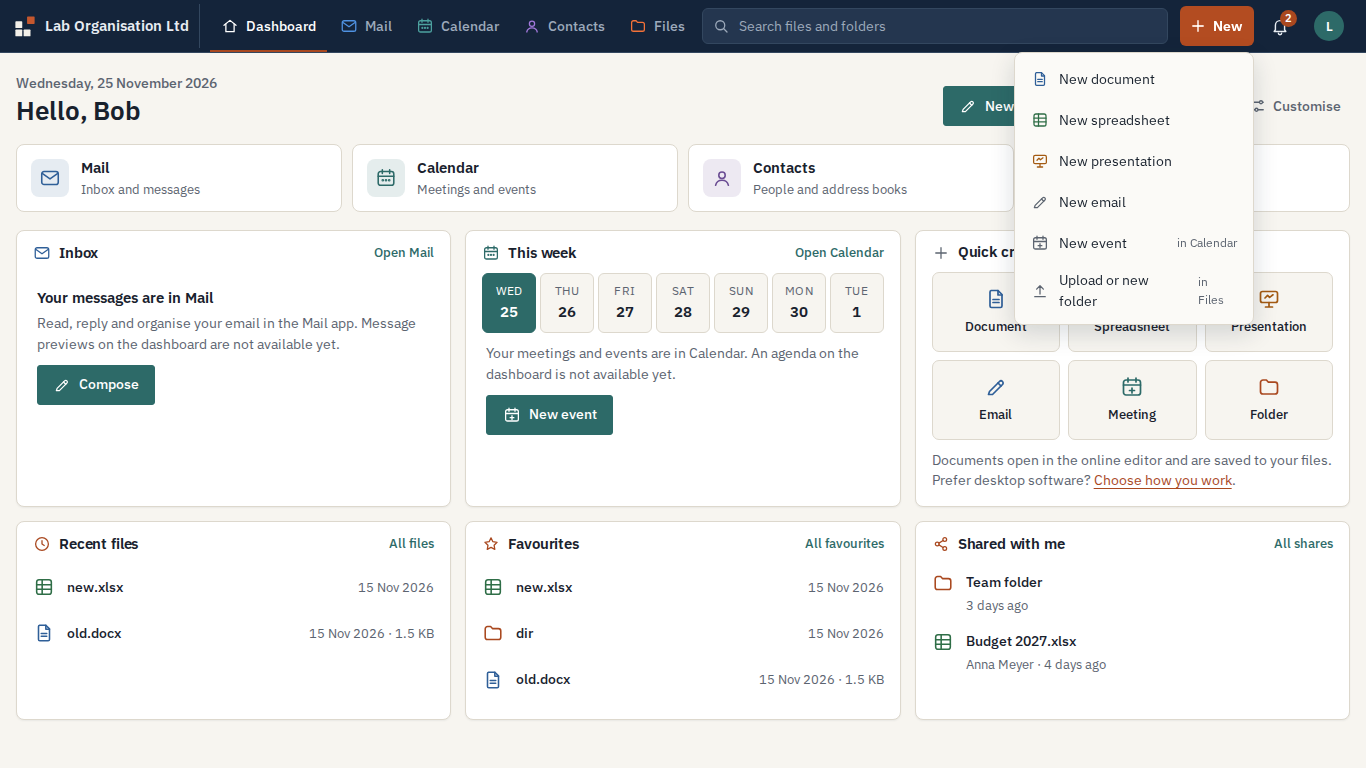 Lab Organisation Ltd
Dashboard
Mail
Calendar
Contacts
Files
Search files and folders
New
2
L
Wednesday, 25 November 2026
Hello, Bob
New
Customise
New document
New spreadsheet
New presentation
New email
New event
in Calendar
Upload or new
folder
in
Files
Mail
Inbox and messages
Calendar
Meetings and events
Contacts
People and address books
Inbox
Open Mail
Your messages are in Mail
Read, reply and organise your email in the Mail app. Message
previews on the dashboard are not available yet.
Compose
This week
Open Calendar
WED
25
THU
26
FRI
27
SAT
28
SUN
29
MON
30
TUE
1
Your meetings and events are in Calendar. An agenda on the
dashboard is not available yet.
New event
Quick cr
Document
Spreadsheet
Presentation
Email
Meeting
Folder
Documents open in the online editor and are saved to your files.
Prefer desktop software? Choose how you work.
Recent files
All files
new.xlsx
15 Nov 2026
old.docx
15 Nov 2026 · 1.5 KB
Favourites
All favourites
new.xlsx
15 Nov 2026
dir
15 Nov 2026
old.docx
15 Nov 2026 · 1.5 KB
Shared with me
All shares
Team folder
3 days ago
Budget 2027.xlsx
Anna Meyer · 4 days ago